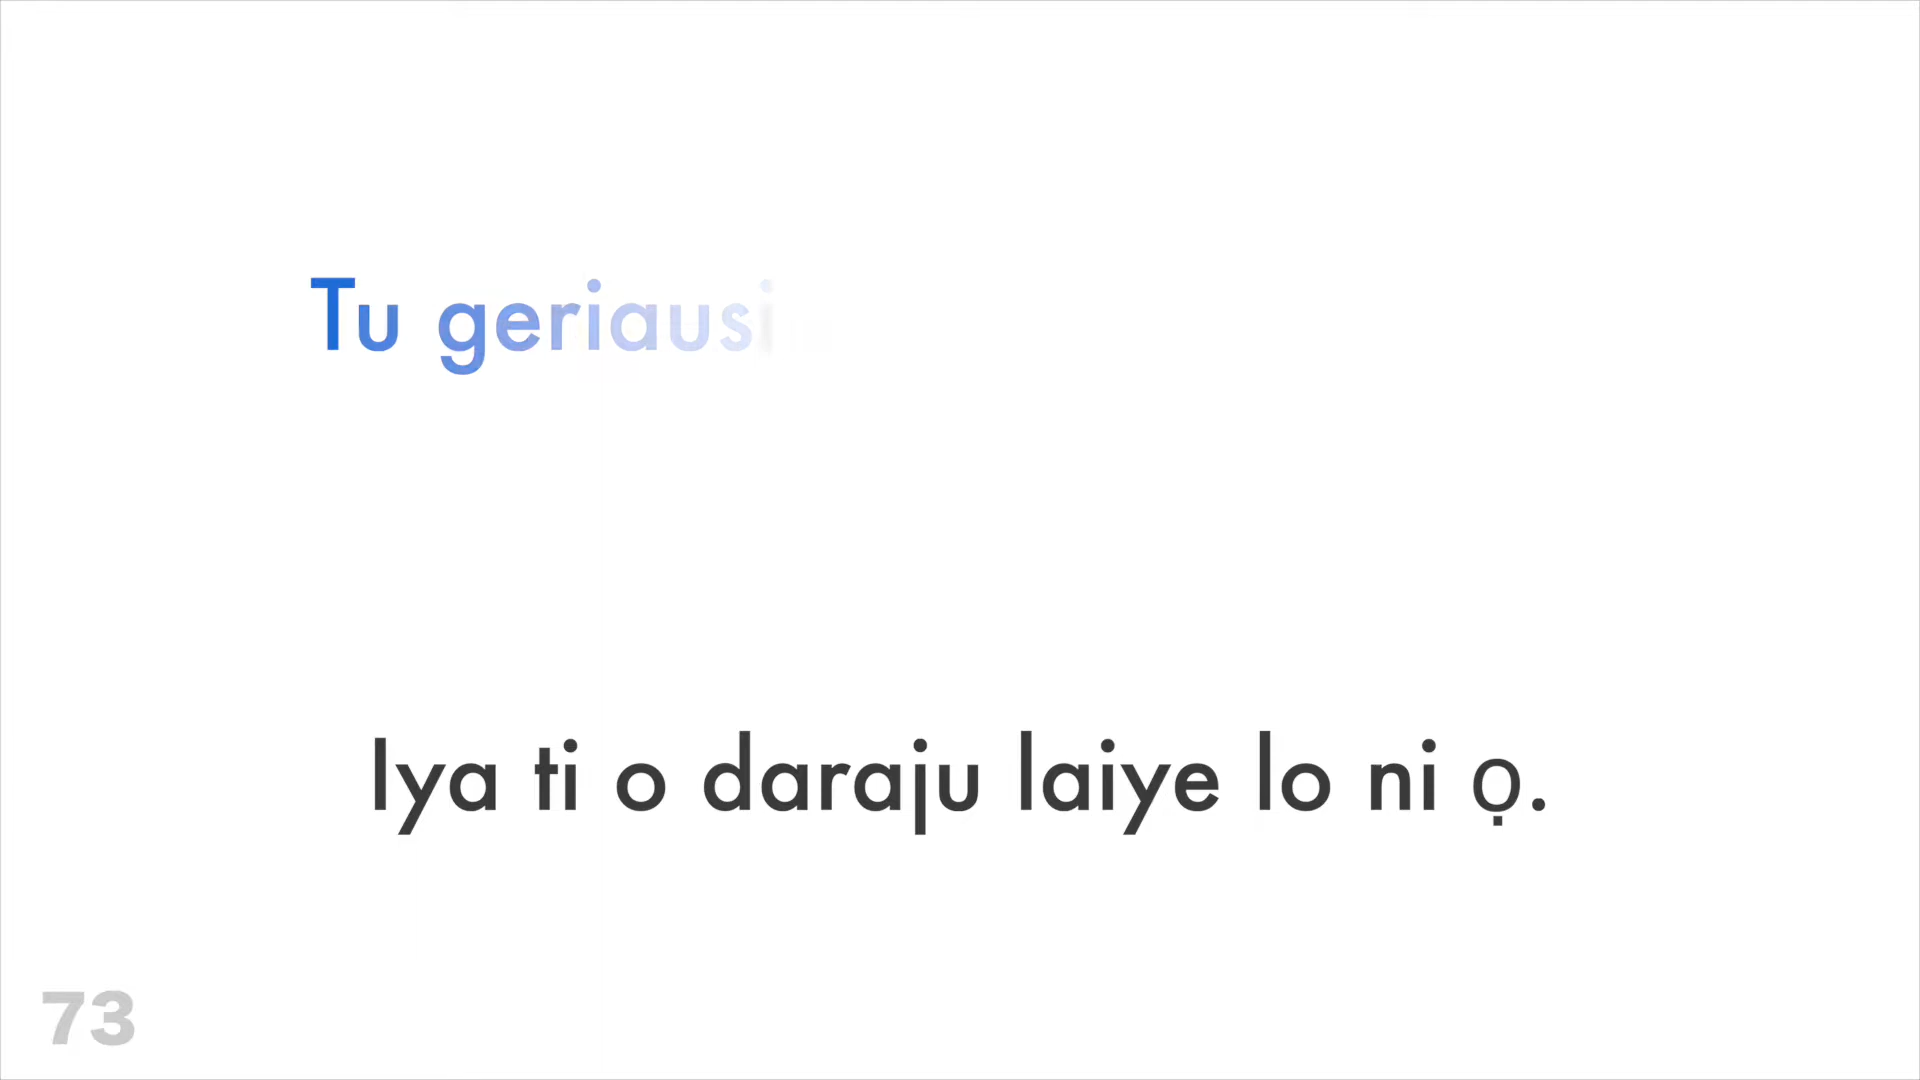 Tu geriausi
Iya ti o daraju laiye lo ni ọ.
73